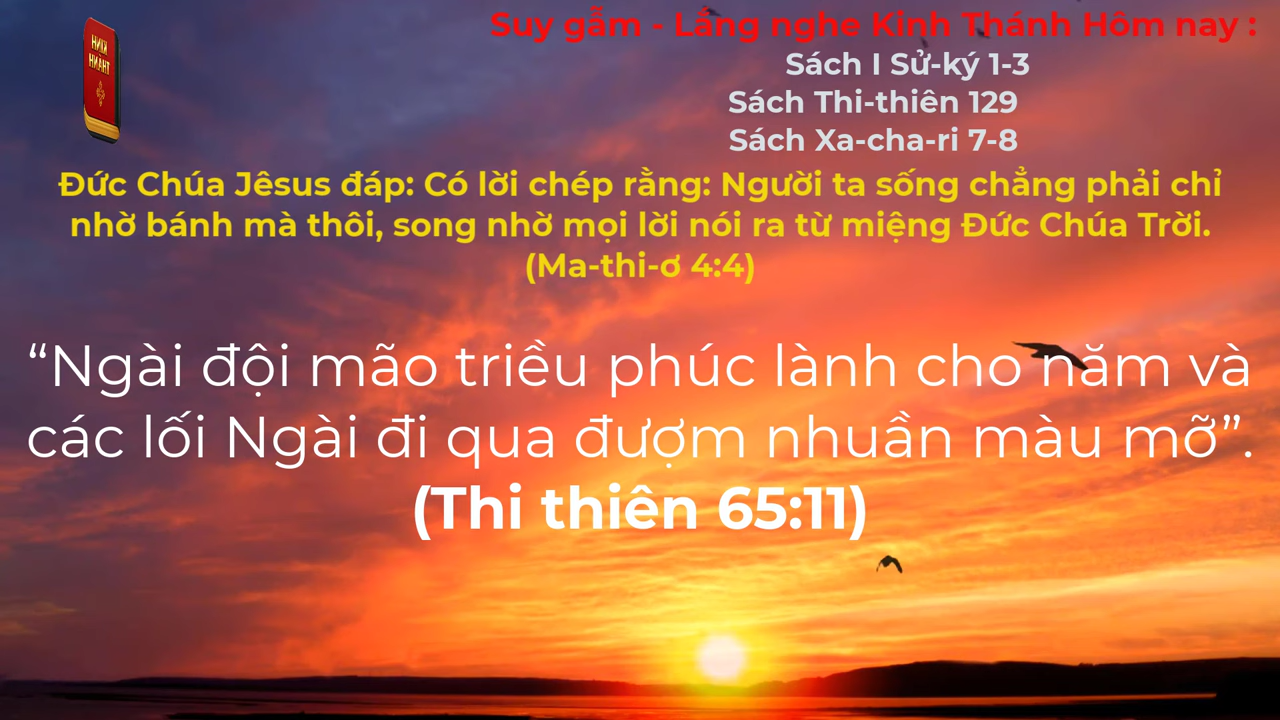 Suy gẫm - Lắng nghe Kinh Thánh Hôm nay :
Sách I Sử-ký 1-3
Sách Thi-thiên 129
Sách Xa-cha-ri 7-8
KINH
THÁNH
Đức Chúa Jêsus đáp: Có lời chép rằng: Người ta sống chẳng phải chỉ
nhờ bánh mà thôi, song nhờ mọi lời nói ra từ miệng Đức Chúa Trời.
(Ma-thi-ơ 4:4)
“Ngài đội mão triều phúc lành cho năm và
các lối Ngài đi qua đượm nhuần màu mỡ”.
(Thi thiên 65:11)